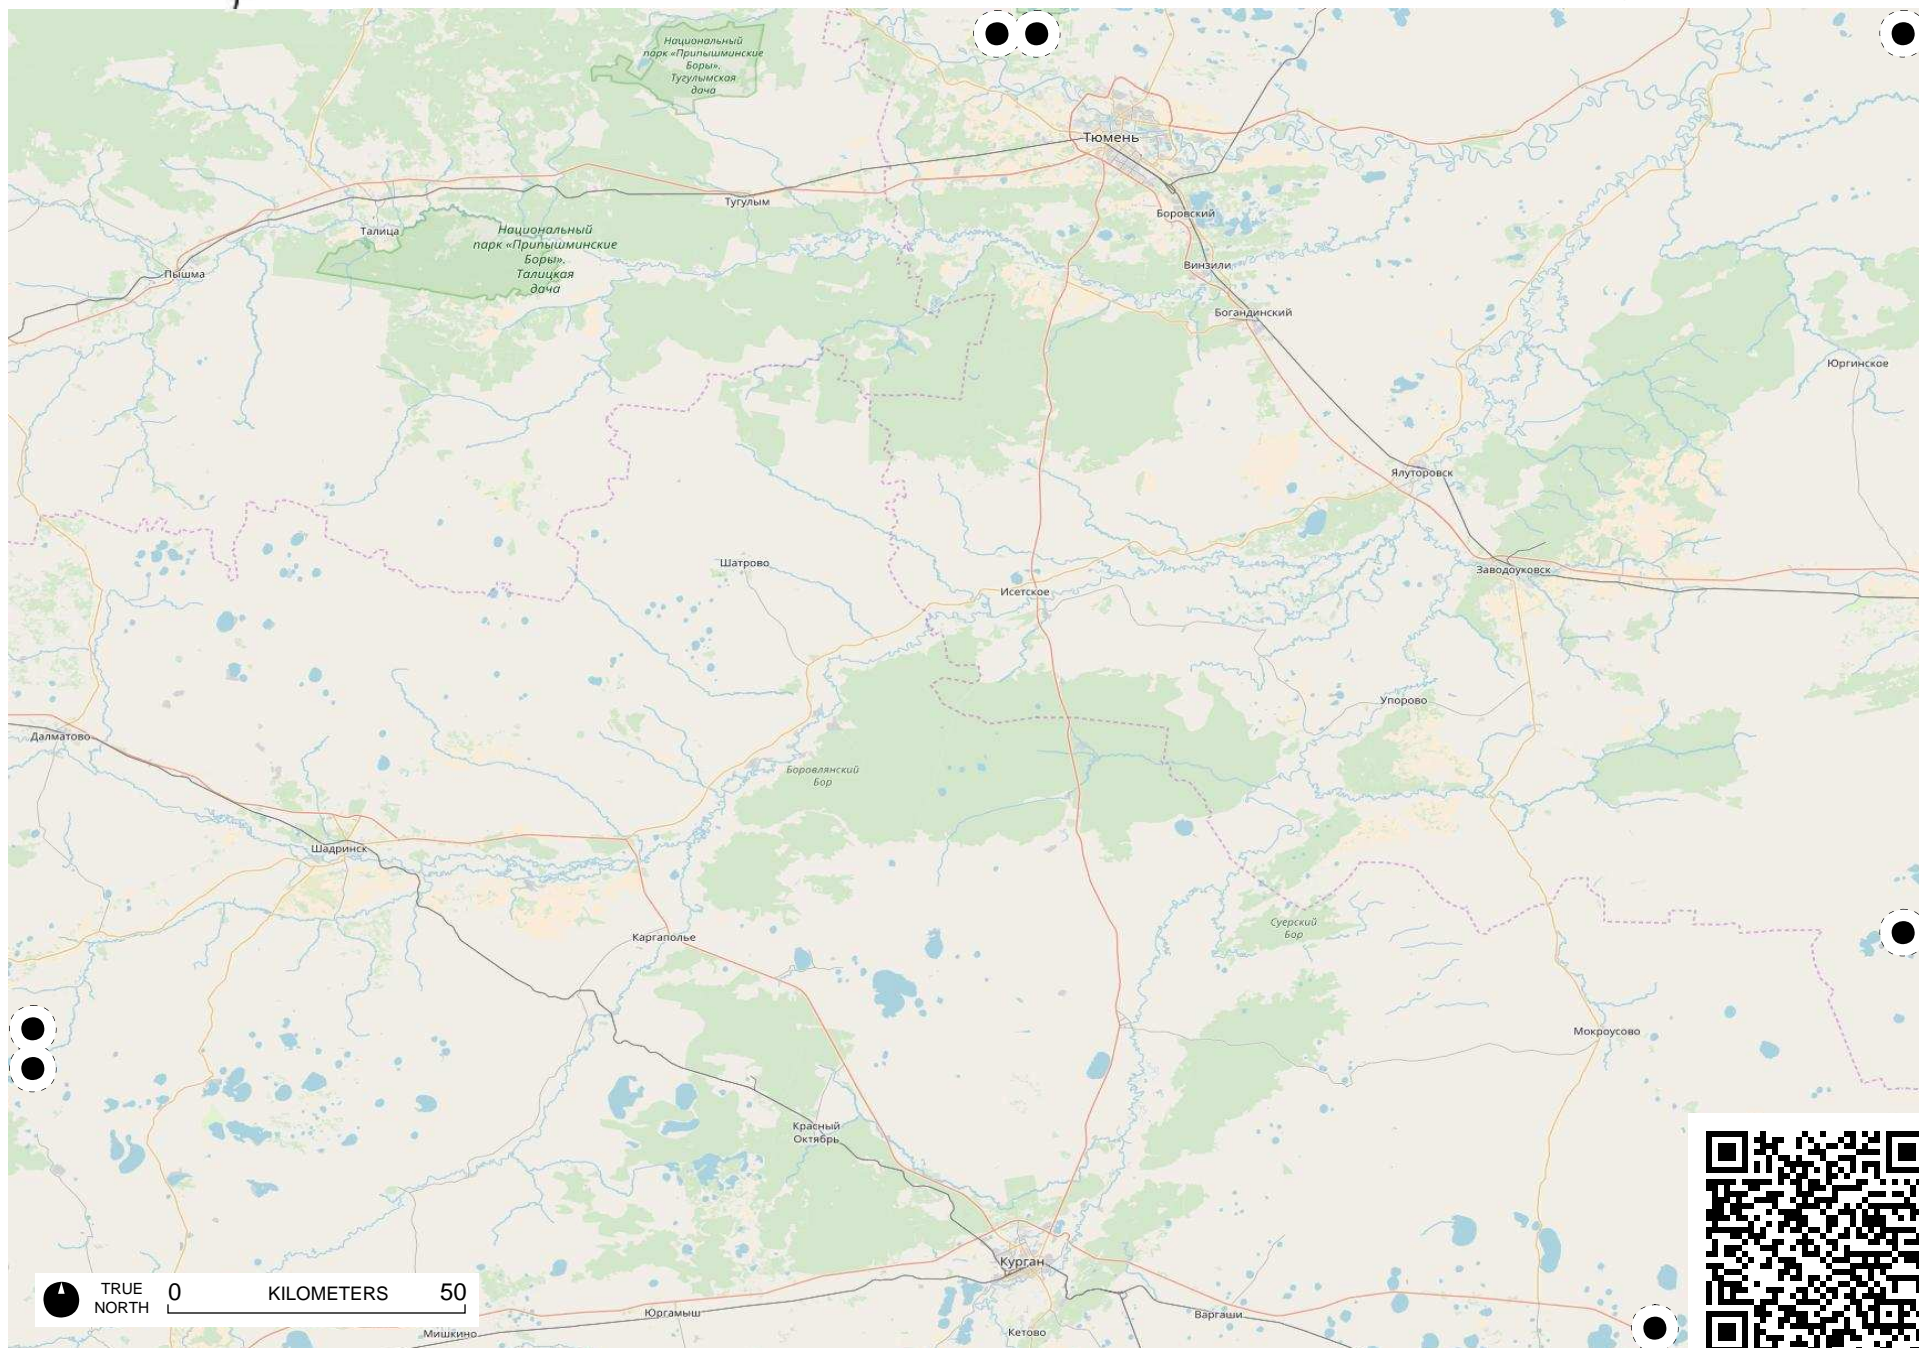 Национальный
парк «Припышминские
Боры».
Тугулымская
дача
Тюмень
Тугулым
Боровский
Талица
Национальный
парк «Припышминские
Боры».
Талицкая
дача
Винзили
Пышма
Богандинский
Юргинское
Ялуторовск
Шатрово
Заводоуковск
Исетское
Упорово
Далматово
Боровлянский
Бор
Шадринск
Суерский
Бор
Каргаполье
Мокроусово
Красный
Октябрь
Курган
TRUE
NORTH
0 KILOMETERS 50
Юргамыш
Варгаши
Мишкино
Кетово